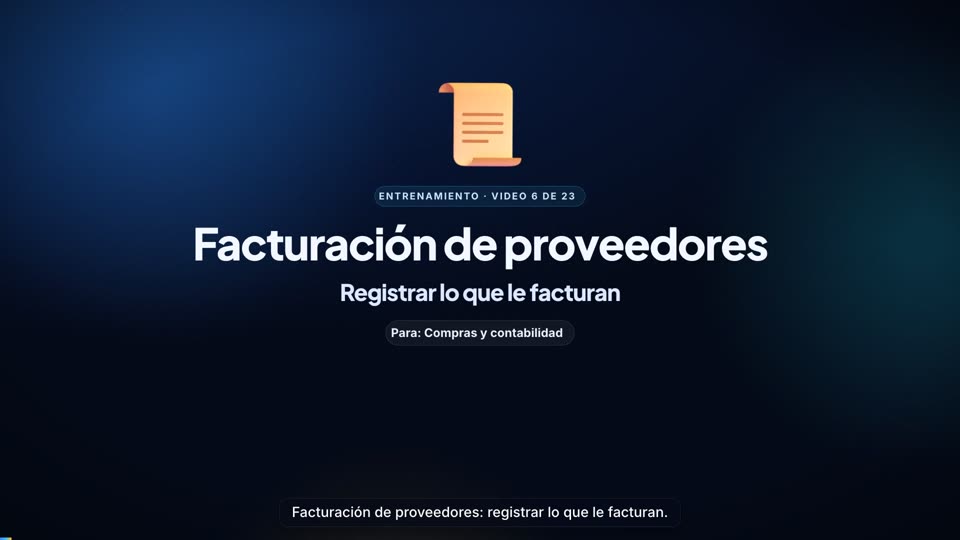 ENTRENAMIENTO · VIDEO 6 DE 23
Facturación de proveedores
Registrar lo que le facturan
Para: Compras y contabilidad
Facturación de proveedores: registrar lo que le facturan.